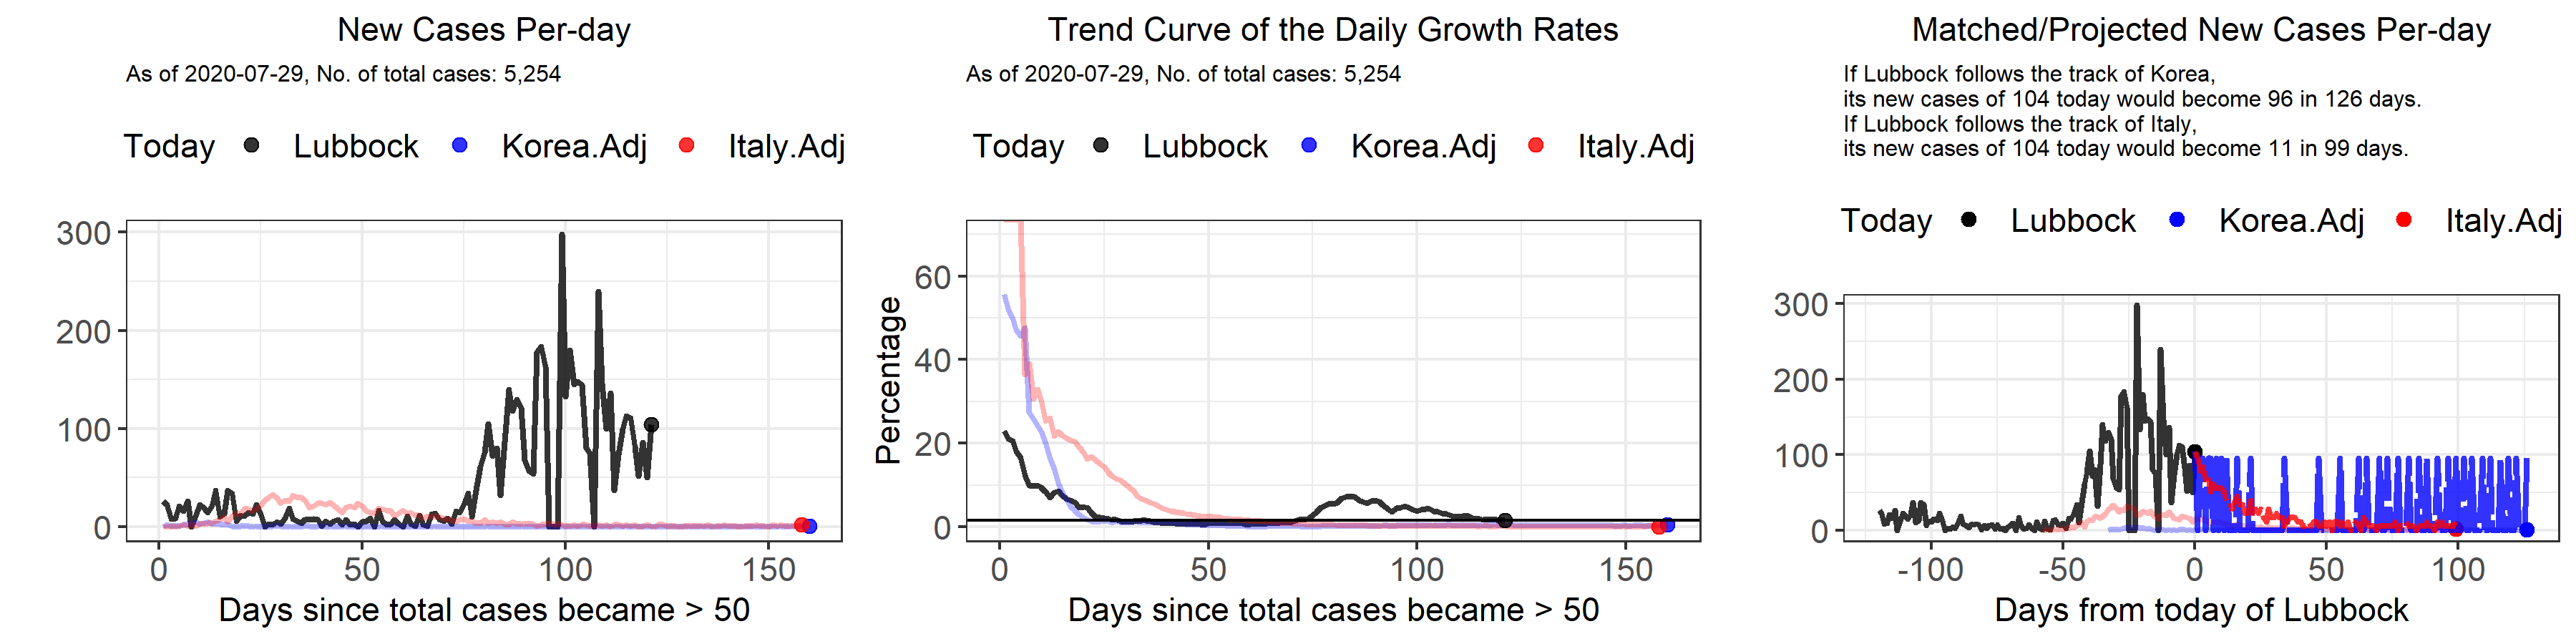 New Cases Per-day
As of 2020-07-29, No. of total cases: 5,254
Today Lubbock Korea.Adj Italy.Adj
300
200
100
0
0 50 100 150
Days since total cases became > 50
Trend Curve of the Daily Growth Rates
As of 2020-07-29, No. of total cases: 5,254
Today Lubbock Korea.Adj Italy.Adj
Percentage
60
40
20
0
0 50 100 150
Days since total cases became > 50
Matched/Projected New Cases Per-day
If Lubbock follows the track of Korea,
its new cases of 104 today would become 96 in 126 days.
If Lubbock follows the track of Italy,
its new cases of 104 today would become 11 in 99 days.
Today Lubbock Korea.Adj Italy.Adj
300
200
100
0
-100 -50 0 50 100
Days from today of Lubbock